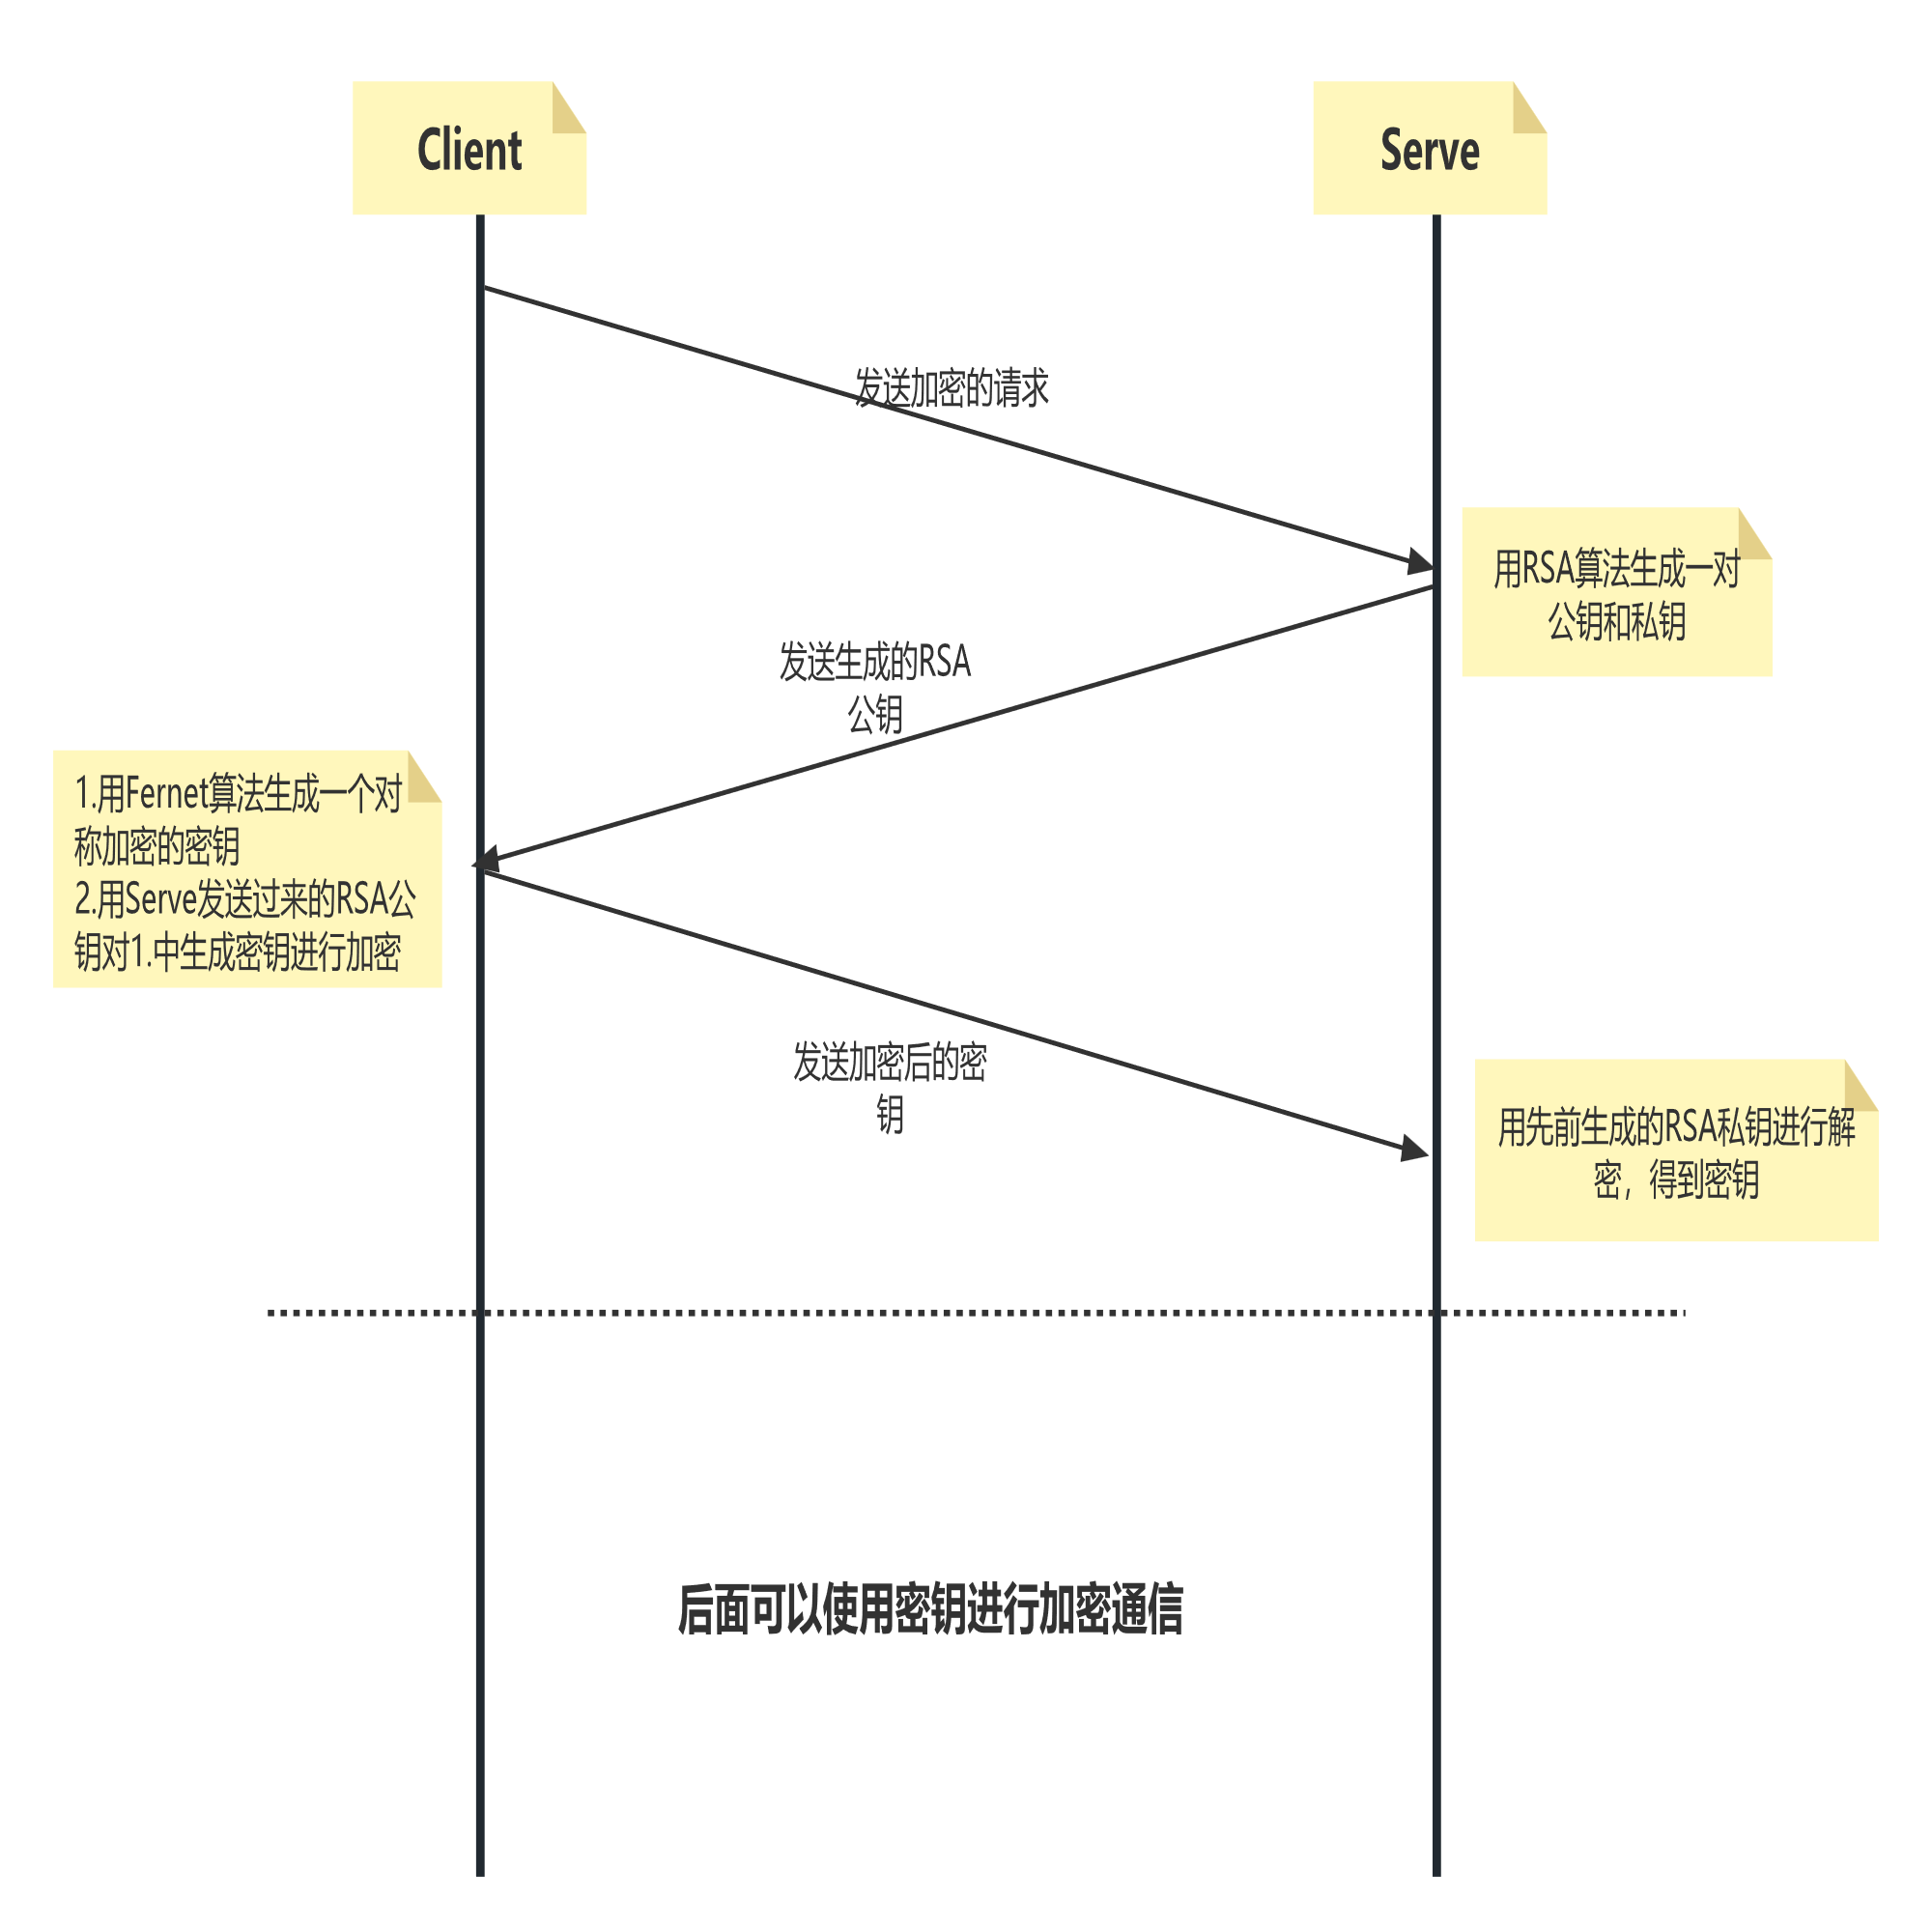 Client
Serve
发送加密的请求
用RSA算法生成一对
公钥和私钥
发送生成的RSA
公钥
1.用Fernet算法生成一个对
称加密的密钥
2.用Serve发送过来的RSA公
钥对1.中生成密钥进行加密
发送加密后的密
钥
用先前生成的RSA私钥进行解
密，得到密钥
后面可以使用密钥进行加密通信